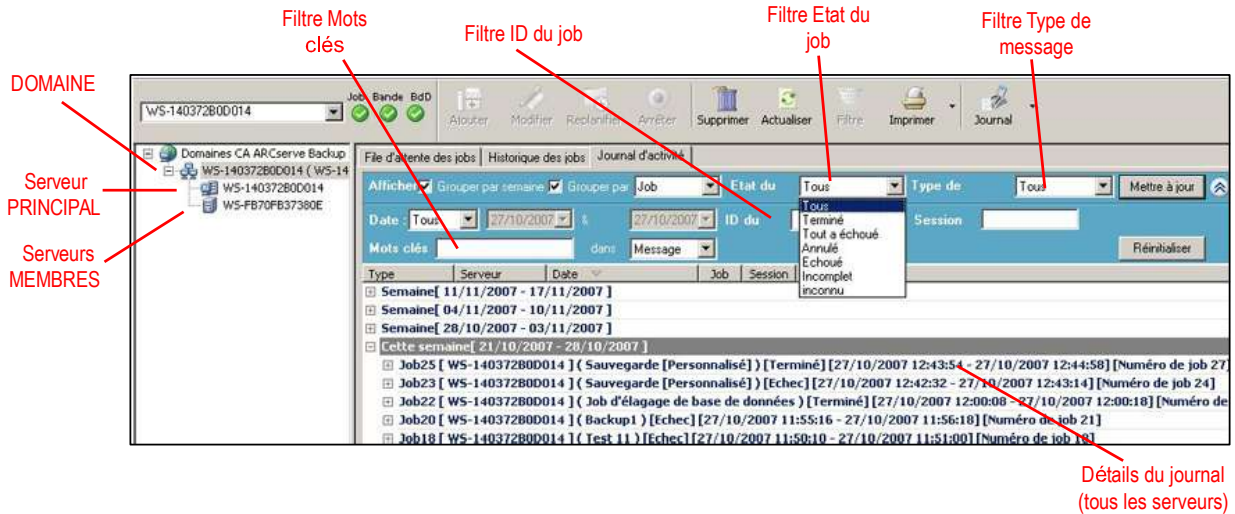 Filtre Mots
clés
Filtre ID du job
Filtre Etat du
job
Filtre Type de
message
DOMAINE
Serveur
PRINCIPAL
Serveurs
MEMBRES
WS-140372B0D014
Job Bande BdD
Ajouter Modifier Replanifier Arrêter Supprimer Actualiser Filtre Imprimer Journal
Domaines CA ARCserve Backup
WS-140372B0D014 ( WS-14
WS-140372B0D014
WS-FB70FB37380E
File d'attente des jobs Historique des jobs Journal d'activité
Afficher Grouper par semaine Grouper par Job Etat du Tous Type de Tous Mettre à jour
Date : Tous 27/10/2007 & 27/10/2007 ID du Session
Mots clés dans Message Réinitialiser
Tous
Terminé
Tout a échoué
Annulé
Echoué
Incomplet
inconnu
Type Serveur Date Job Session
Semaine[ 11/11/2007 - 17/11/2007 ]
Semaine[ 04/11/2007 - 10/11/2007 ]
Semaine[ 28/10/2007 - 03/11/2007 ]
Cette semaine[ 21/10/2007 - 28/10/2007 ]
Job25 [ WS-140372B0D014 ] ( Sauvegarde [Personnalisé] ) [Terminé] [27/10/2007 12:43:54 - 27/10/2007 12:44:58] [Numéro de job 27]
Job23 [ WS-140372B0D014 ] ( Sauvegarde [Personnalisé] ) [Echec] [27/10/2007 12:42:32 - 27/10/2007 12:43:14] [Numéro de job 24]
Job22 [ WS-140372B0D014 ] ( Job d'élagage de base de données ) [Terminé] [27/10/2007 12:00:08 - 27/10/2007 12:00:18] [Numéro de
Job20 [ WS-140372B0D014 ] ( Backup1 ) [Echec] [27/10/2007 11:55:16 - 27/10/2007 11:56:18] [Numéro de job 21]
Job18 [ WS-140372B0D014 ] ( Test 11 ) [Echec] [27/10/2007 11:50:10 - 27/10/2007 11:51:00] [Numéro de job 18]
Détails du journal
(tous les serveurs)